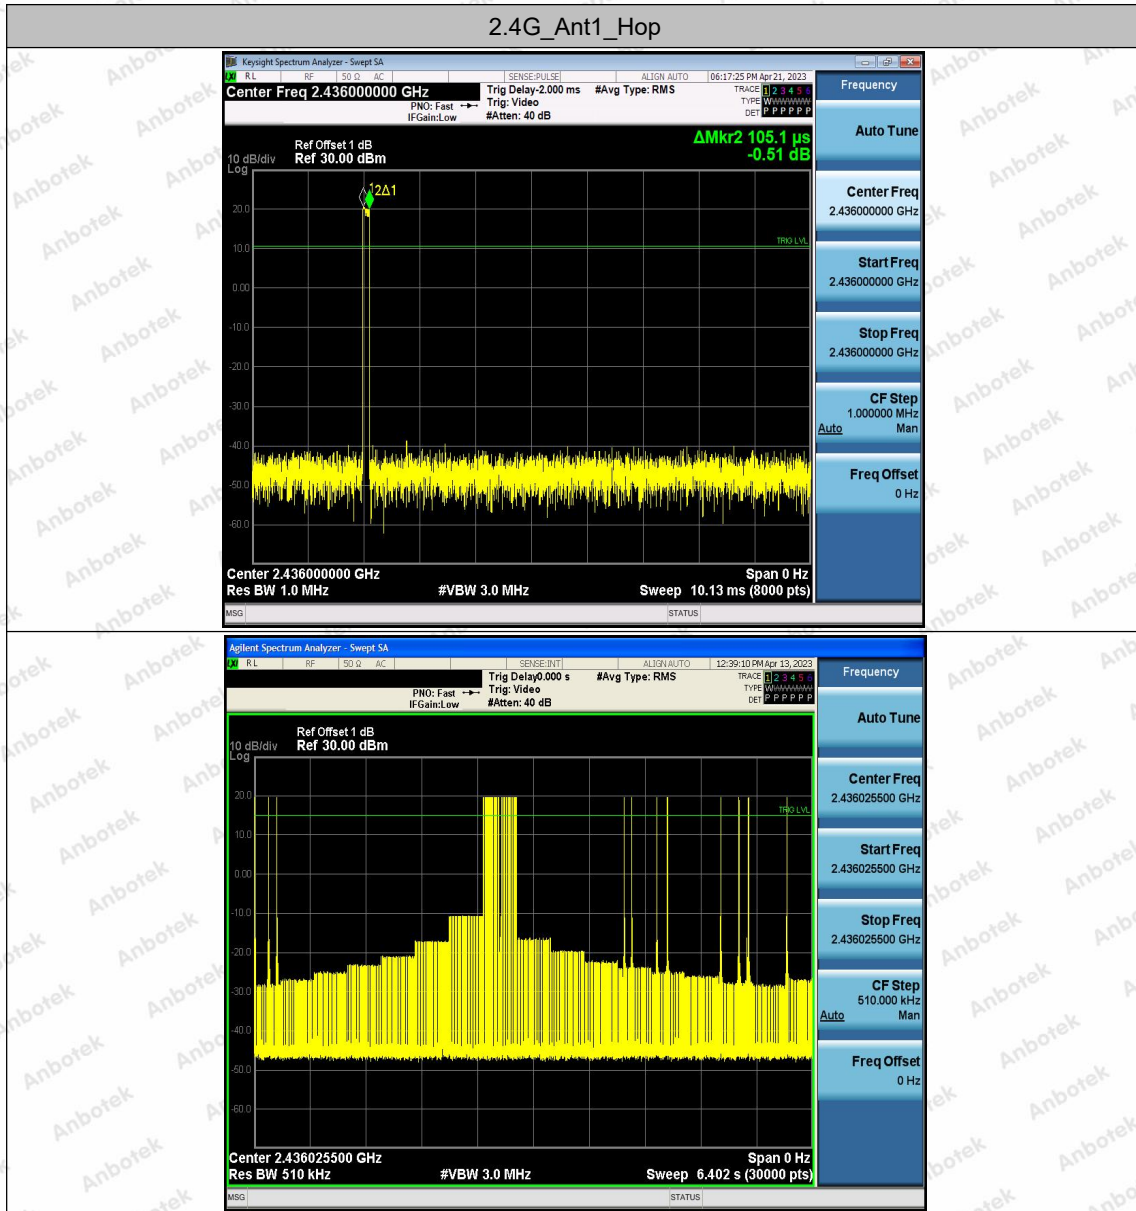 2.4G_Ant1_Hop
Keysight Spectrum Analyzer - Swept SA
LXI RL RF 50 Ω AC SENSE:PULSE ALIGN AUTO 06:17:25 PM Apr 21, 2023
Center Freq 2.436000000 GHz
PNO: Fast
IFGain:Low
Trig Delay-2.000 ms
Trig: Video
#Atten: 40 dB
#Avg Type: RMS
TRACE 1 2 3 4 5 6
TYPE WWWWWW
DET P P P P P P
ΔMkr2 105.1 µs
-0.51 dB
Ref Offset 1 dB
10 dB/div Ref 30.00 dBm
Log
2Δ1
20.0
10.0
TRIG LVL
0.00
-10.0
-20.0
-30.0
-40.0
-50.0
-60.0
Center 2.436000000 GHz Span 0 Hz
Res BW 1.0 MHz #VBW 3.0 MHz Sweep 10.13 ms (8000 pts)
MSG STATUS
Frequency
Auto Tune
Center Freq
2.436000000 GHz
Start Freq
2.436000000 GHz
Stop Freq
2.436000000 GHz
CF Step
1.000000 MHz
Auto Man
Freq Offset
0 Hz
Agilent Spectrum Analyzer - Swept SA
LXI RL RF 50 Ω AC SENSE:INT ALIGN AUTO 12:39:10 PM Apr 13, 2023
PNO: Fast
IFGain:Low
Trig Delay0.000 s
Trig: Video
#Atten: 40 dB
#Avg Type: RMS
TRACE 1 2 3 4 5 6
TYPE WWWWWW
DET P P P P P P
Ref Offset 1 dB
10 dB/div Ref 30.00 dBm
Log
20.0
TRIG LVL
10.0
0.00
-10.0
-20.0
-30.0
-40.0
-50.0
-60.0
Center 2.436025500 GHz Span 0 Hz
Res BW 510 kHz #VBW 3.0 MHz Sweep 6.402 s (30000 pts)
MSG STATUS
Frequency
Auto Tune
Center Freq
2.436025500 GHz
Start Freq
2.436025500 GHz
Stop Freq
2.436025500 GHz
CF Step
510.000 kHz
Auto Man
Freq Offset
0 Hz
Anbotek